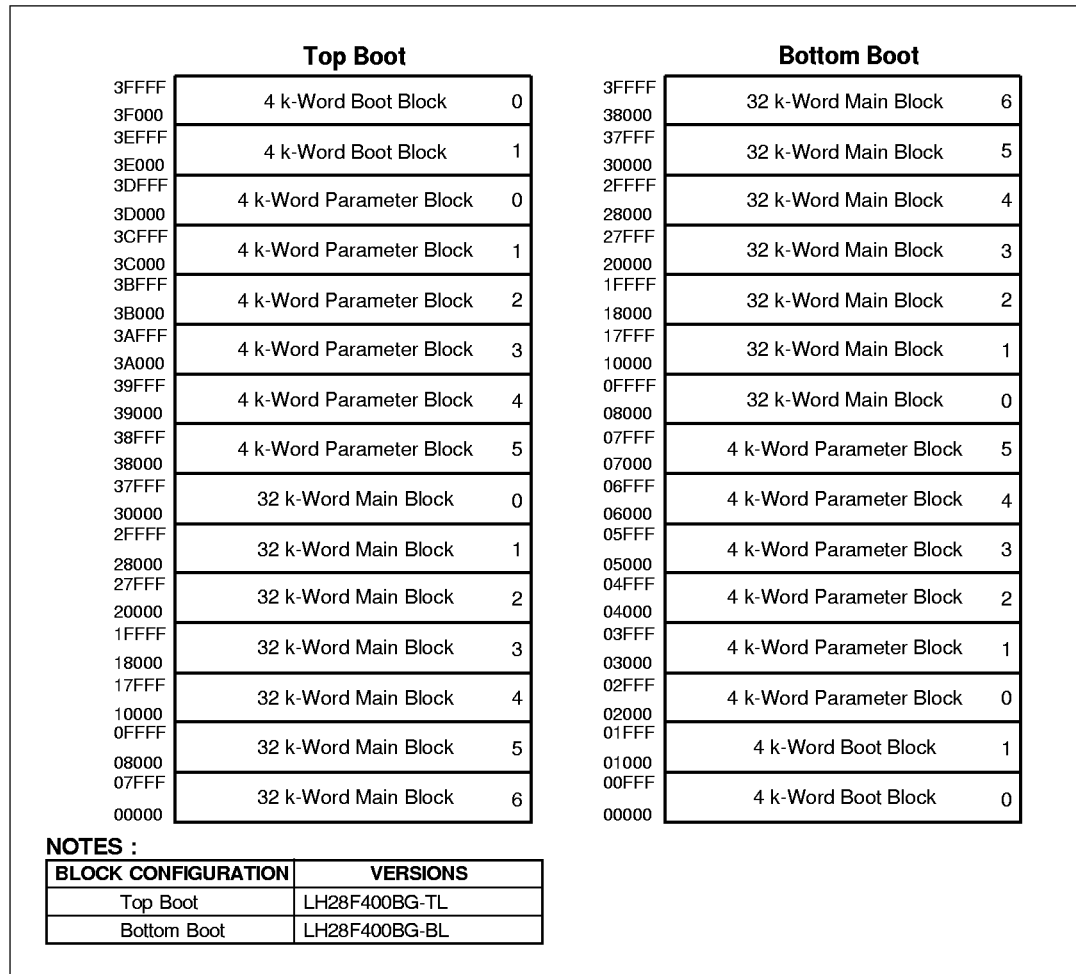 Top Boot
3FFFF
4 k-Word Boot Block 0
3F000
3EFFF
4 k-Word Boot Block 1
3E000
3DFFF
4 k-Word Parameter Block 0
3D000
3CFFF
4 k-Word Parameter Block 1
3C000
3BFFF
4 k-Word Parameter Block 2
3B000
3AFFF
4 k-Word Parameter Block 3
3A000
39FFF
4 k-Word Parameter Block 4
39000
38FFF
4 k-Word Parameter Block 5
38000
37FFF
32 k-Word Main Block 0
30000
2FFFF
32 k-Word Main Block 1
28000
27FFF
32 k-Word Main Block 2
20000
1FFFF
32 k-Word Main Block 3
18000
17FFF
32 k-Word Main Block 4
10000
0FFFF
32 k-Word Main Block 5
08000
07FFF
32 k-Word Main Block 6
00000
Bottom Boot
3FFFF
32 k-Word Main Block 6
38000
37FFF
32 k-Word Main Block 5
30000
2FFFF
32 k-Word Main Block 4
28000
27FFF
32 k-Word Main Block 3
20000
1FFFF
32 k-Word Main Block 2
18000
17FFF
32 k-Word Main Block 1
10000
0FFFF
32 k-Word Main Block 0
08000
07FFF
4 k-Word Parameter Block 5
07000
06FFF
4 k-Word Parameter Block 4
06000
05FFF
4 k-Word Parameter Block 3
05000
04FFF
4 k-Word Parameter Block 2
04000
03FFF
4 k-Word Parameter Block 1
03000
02FFF
4 k-Word Parameter Block 0
02000
01FFF
4 k-Word Boot Block 1
01000
00FFF
4 k-Word Boot Block 0
00000
NOTES :
BLOCK CONFIGURATION VERSIONS
Top Boot LH28F400BG-TL
Bottom Boot LH28F400BG-BL